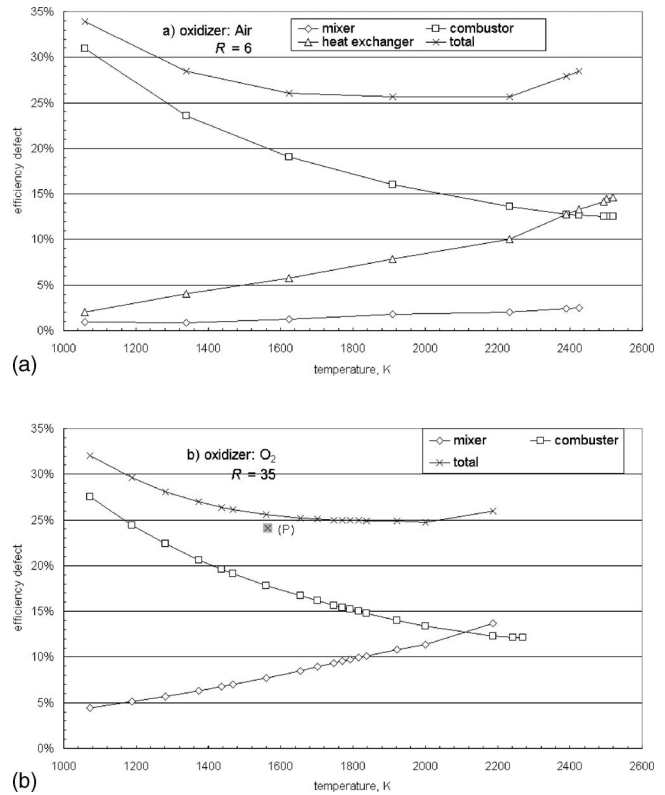 35%
30%
25%
20%
15%
10%
5%
0%
efficiency defect
a) oxidizer: Air
R = 6
mixer
combustor
heat exchanger
total
1000 1200 1400 1600 1800 2000 2200 2400 2600
temperature, K
(a)
35%
30%
25%
20%
15%
10%
5%
0%
efficiency defect
b) oxidizer: O₂
R = 35
mixer
combuster
total
(P)
1000 1200 1400 1600 1800 2000 2200 2400 2600
temperature, K
(b)